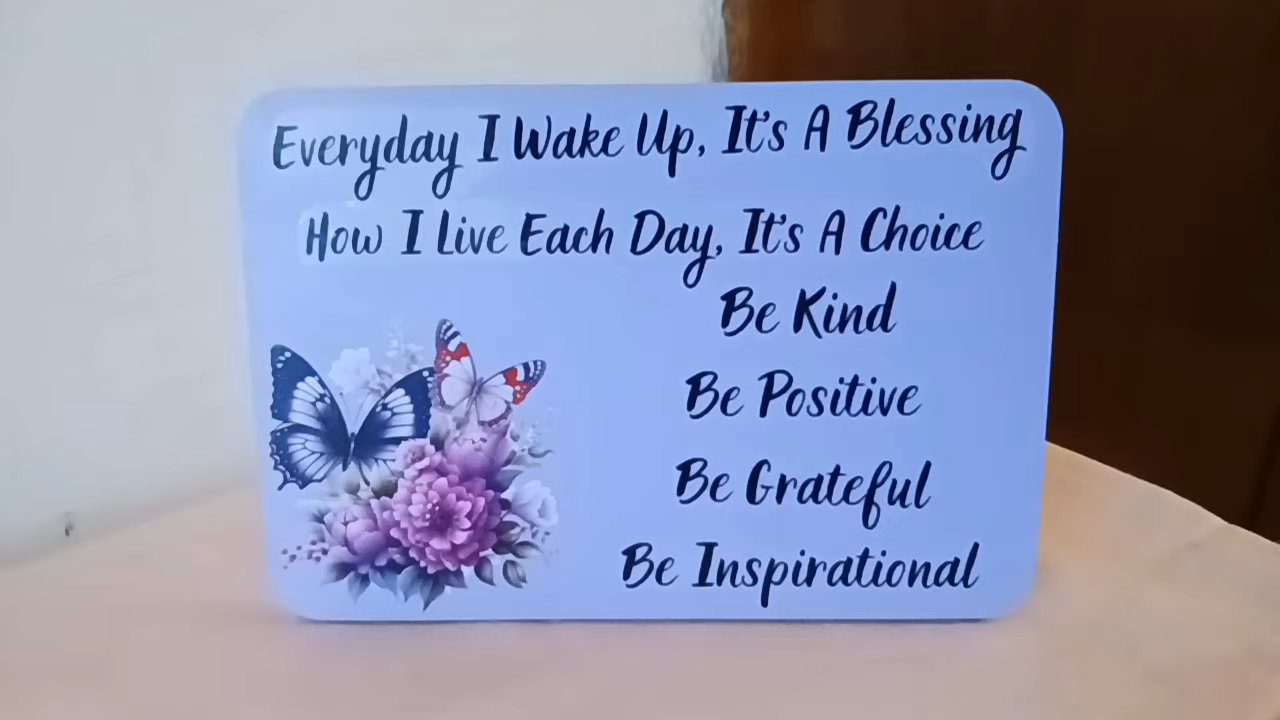 Everyday I Wake Up, It's A Blessing
How I Live Each Day, It's A Choice
Be Kind
Be Positive
Be Grateful
Be Inspirational